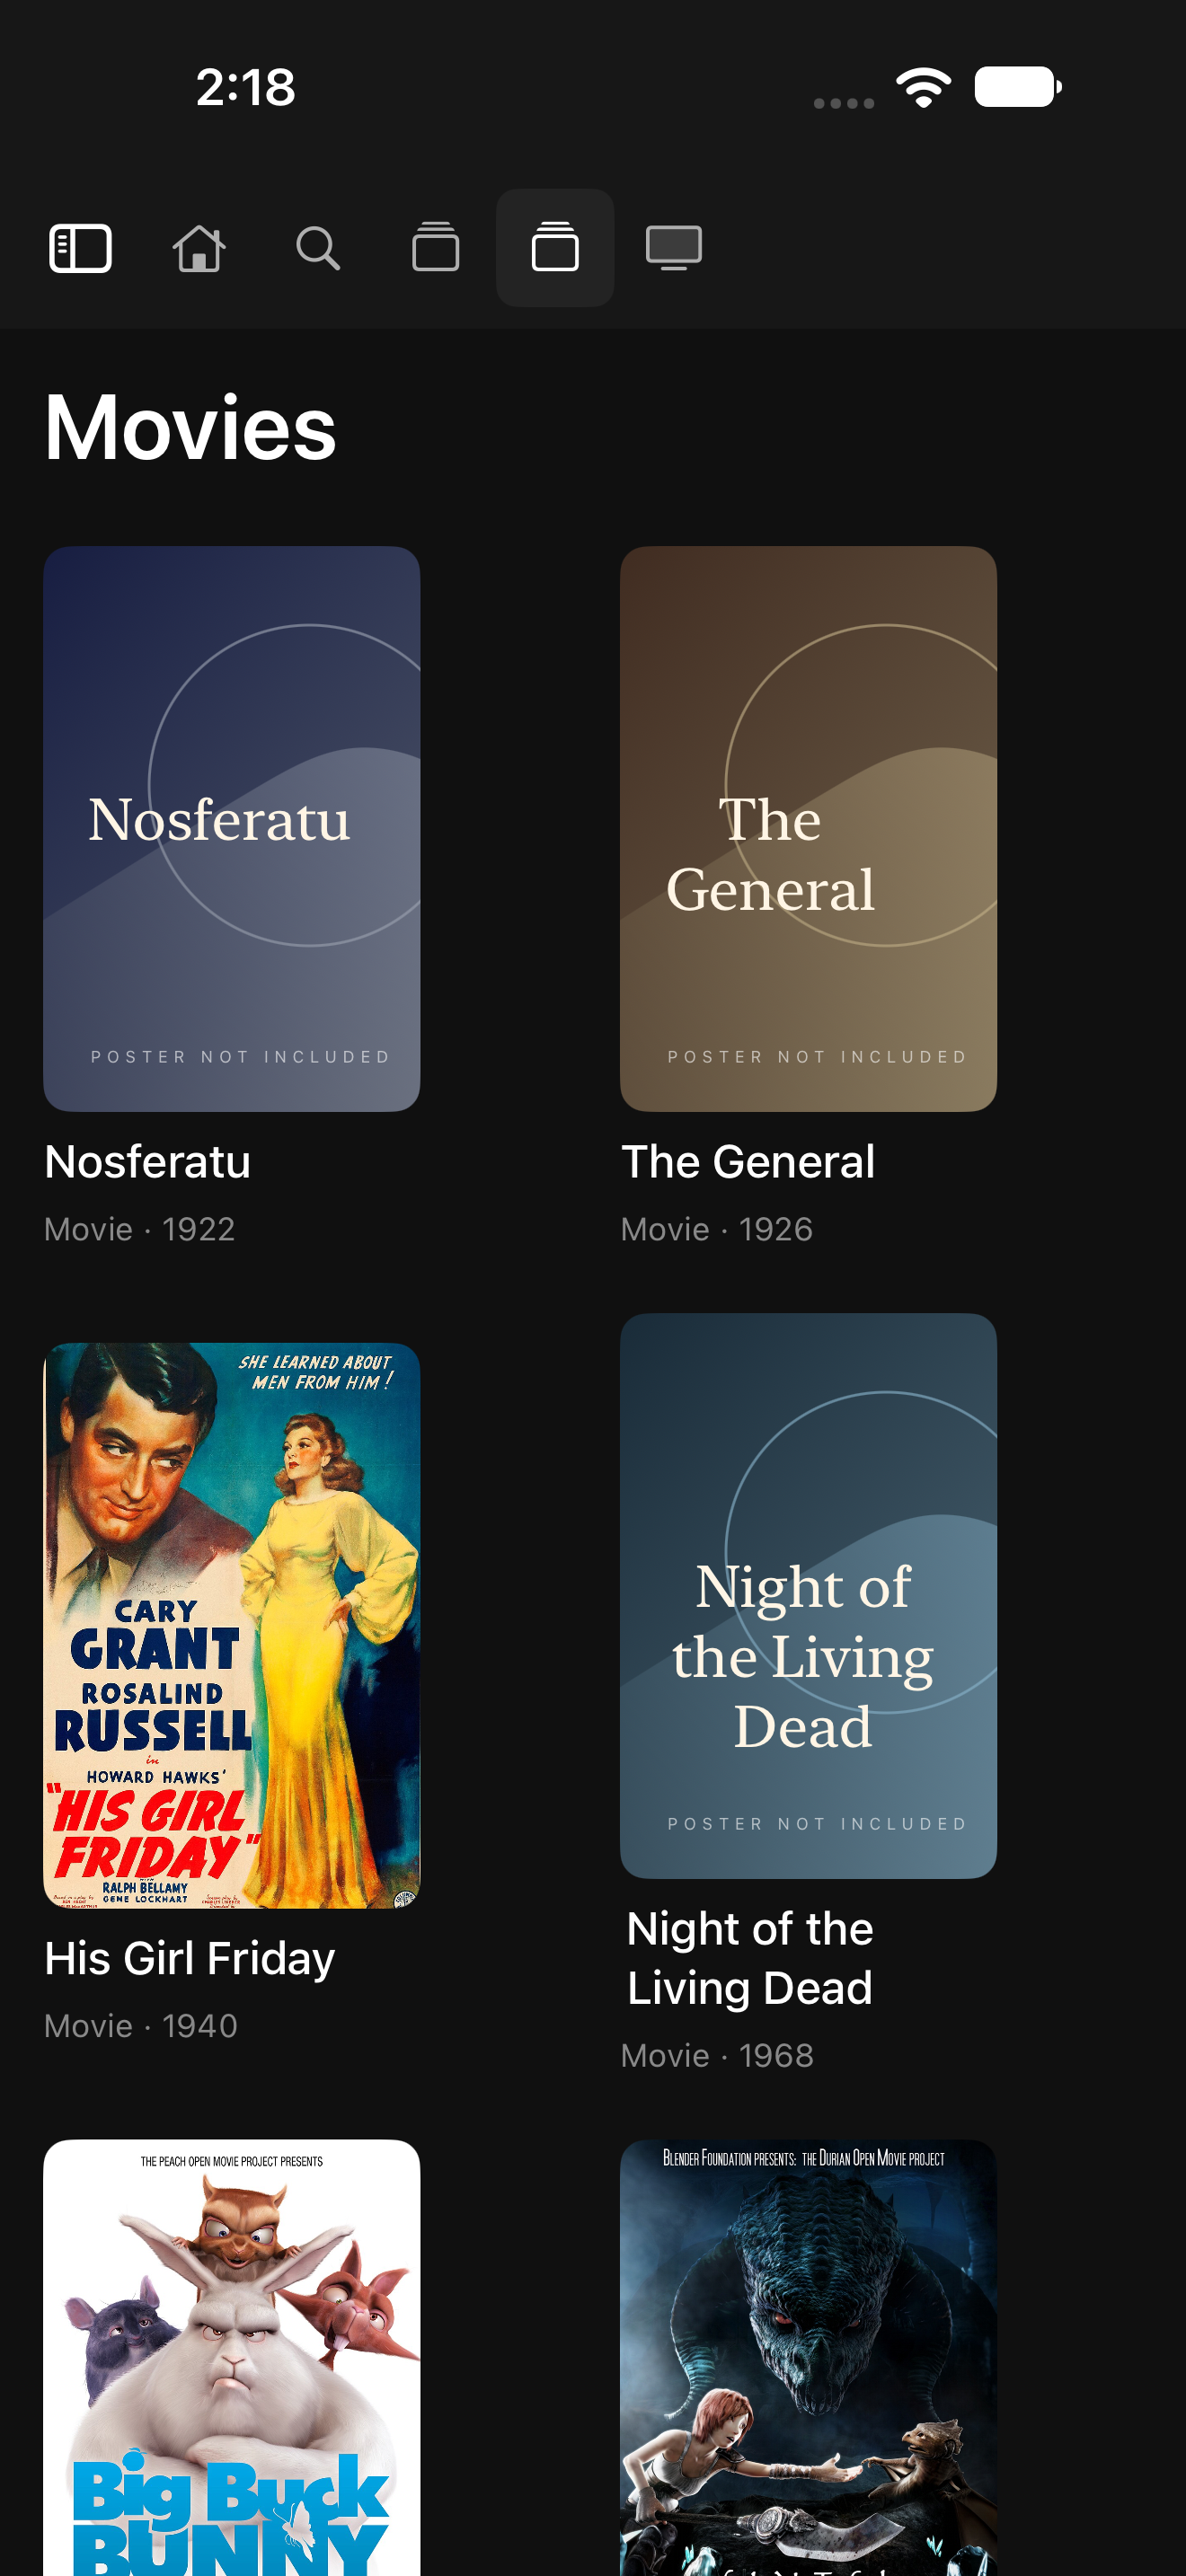 2:18
Movies
Nosferatu
POSTER NOT INCLUDED
Nosferatu
Movie · 1922
The
General
POSTER NOT INCLUDED
The General
Movie · 1926
SHE LEARNED ABOUT
MEN FROM HIM!
CARY
GRANT
ROSALIND
RUSSELL
in
HOWARD HAWKS'
"HIS GIRL
FRIDAY"
WITH
RALPH BELLAMY
GENE LOCKHART
His Girl Friday
Movie · 1940
Night of
the Living
Dead
POSTER NOT INCLUDED
Night of the
Living Dead
Movie · 1968
THE PEACH OPEN MOVIE PROJECT PRESENTS
Big Buck
BUNNY
BLENDER FOUNDATION PRESENTS: THE DURIAN OPEN MOVIE PROJECT